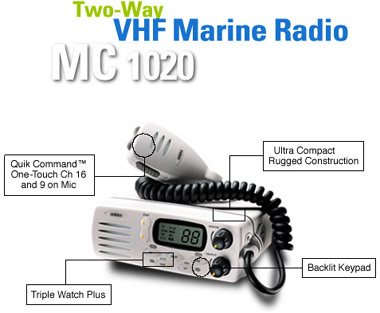 Two-Way
VHF Marine Radio
MC 1020
Quik Command™
One-Touch Ch 16
and 9 on Mic
Ultra Compact
Rugged Construction
88
Backlit Keypad
Triple Watch Plus